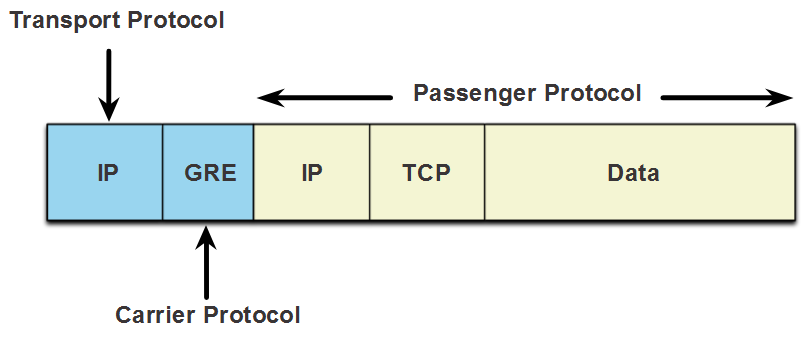 Transport Protocol
Passenger Protocol
IP GRE IP TCP Data
Carrier Protocol